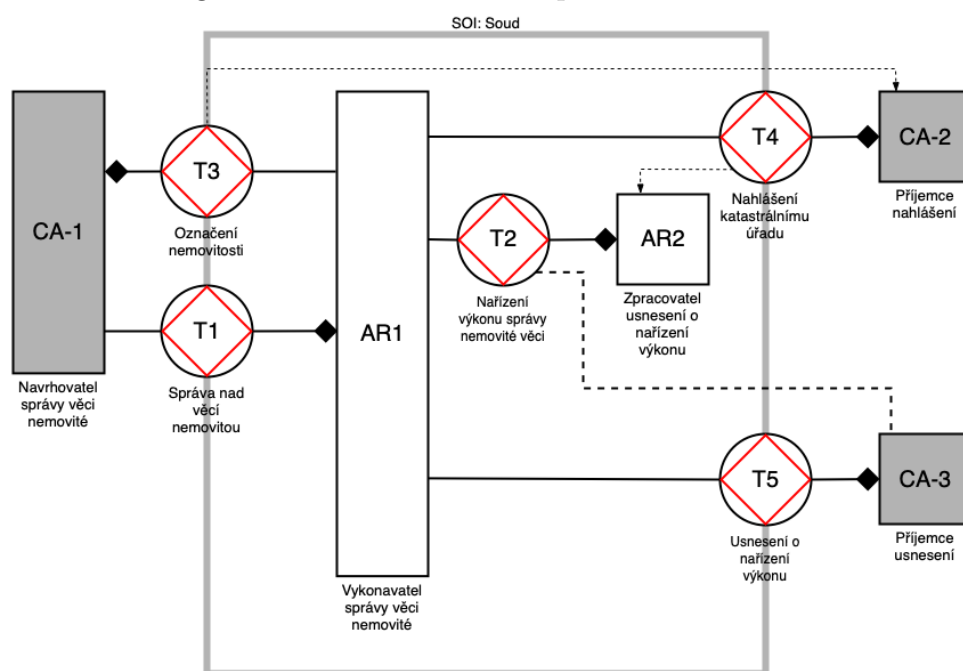 SOI: Soud
CA-1
Navrhovatel
správy věci
nemovité
T3
Označení
nemovitosti
T1
Správa nad
věcí
nemovitou
AR1
Vykonavatel
správy věci
nemovité
T2
Nařízení
výkonu správy
nemovité věci
AR2
Zpracovatel
usnesení o
nařízení
výkonu
T4
Nahlášení
katastrálnímu
úřadu
CA-2
Příjemce
nahlášení
T5
Usnesení o
nařízení
výkonu
CA-3
Příjemce
usnesení